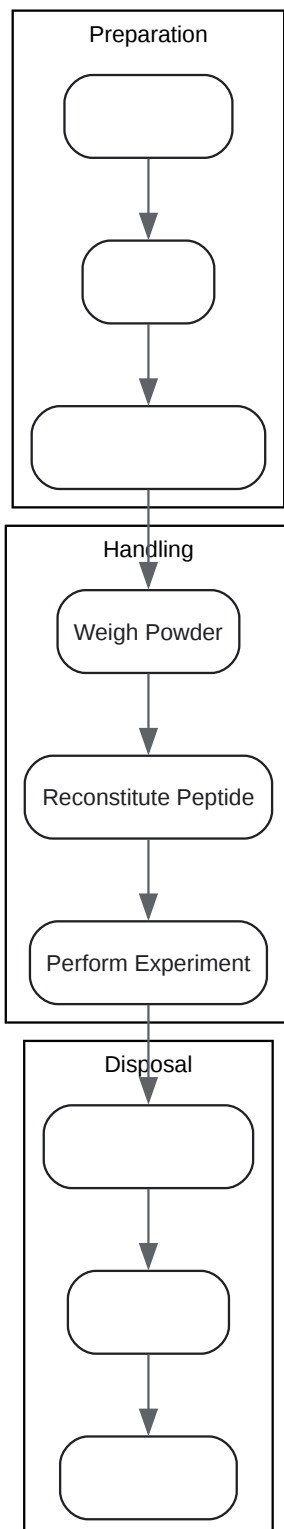 Preparation
Handling
Weigh Powder
Reconstitute Peptide
Perform Experiment
Disposal